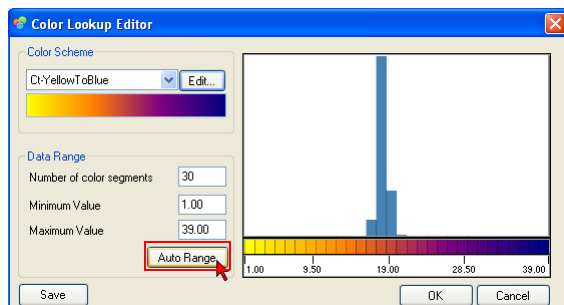 Color Lookup Editor
Color Scheme
Ct-YellowToBlue
Edit...
Data Range
Number of color segments 30
Minimum Value 1.00
Maximum Value 39.00
Auto Range
1.00 9.50 19.00 28.50 39.00
Save
OK
Cancel